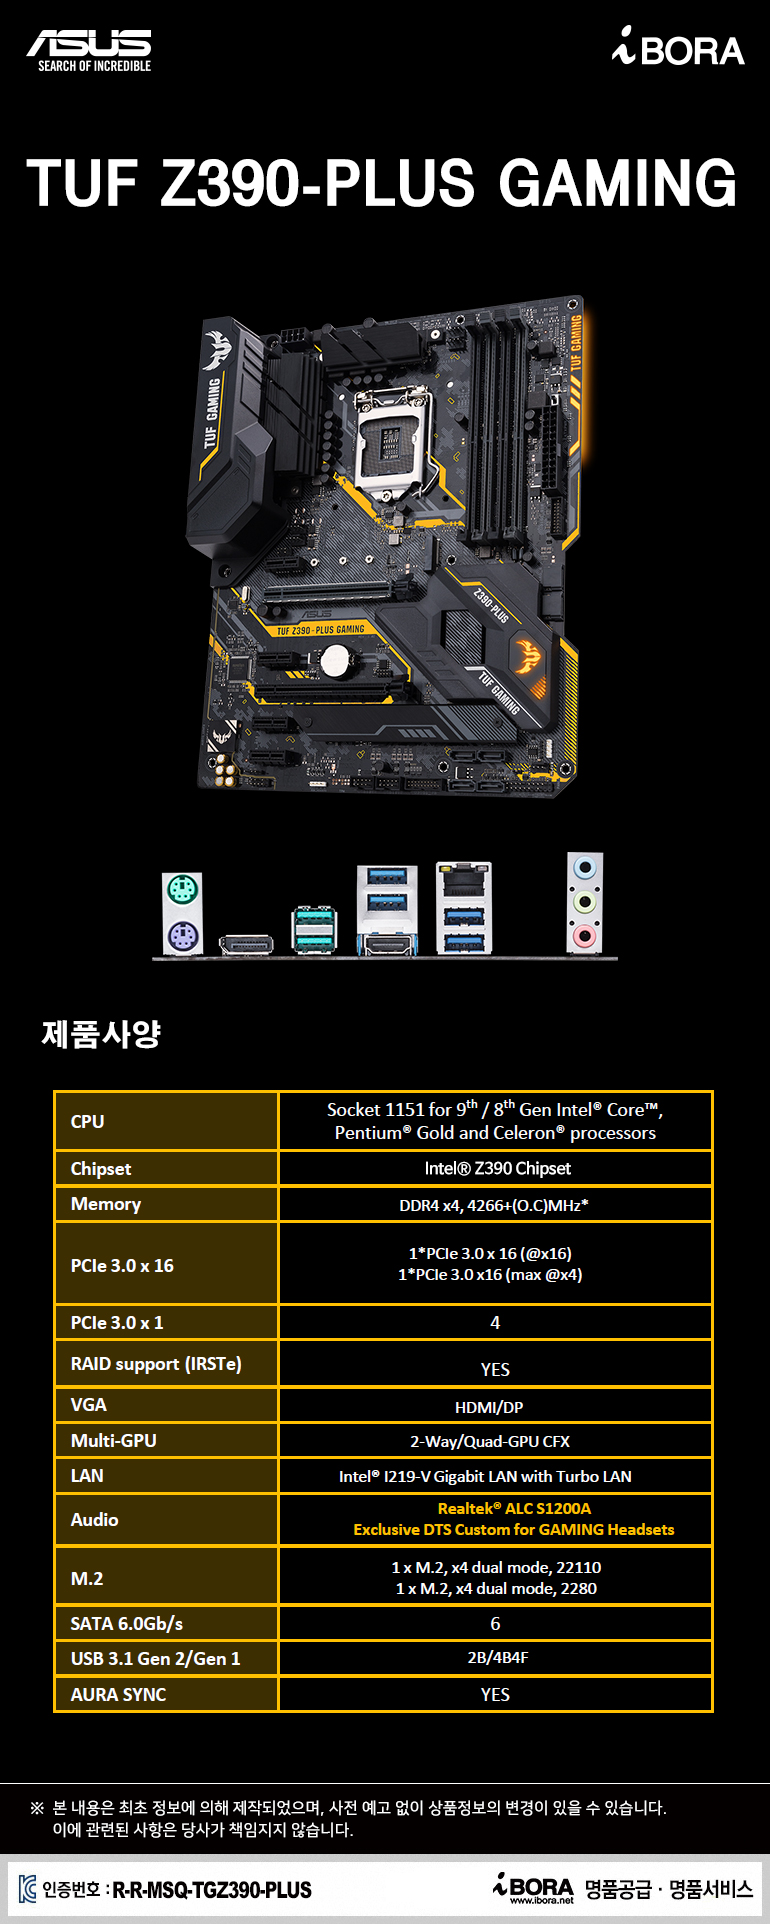 ASUS
SEARCH OF INCREDIBLE
iBORA
TUF Z390-PLUS GAMING
TUF GAMING
TUF GAMING
Z390-PLUS
ASUS
TUF Z390-PLUS GAMING
TUF GAMING
제품사양
CPU
Socket 1151 for 9th / 8th Gen Intel® Core™,
Pentium® Gold and Celeron® processors
Chipset
Intel® Z390 Chipset
Memory
DDR4 x4, 4266+(O.C)MHz*
PCIe 3.0 x 16
1*PCIe 3.0 x 16 (@x16)
1*PCIe 3.0 x16 (max @x4)
PCIe 3.0 x 1
4
RAID support (IRSTe)
YES
VGA
HDMI/DP
Multi-GPU
2-Way/Quad-GPU CFX
LAN
Intel® I219-V Gigabit LAN with Turbo LAN
Audio
Realtek® ALC S1200A
Exclusive DTS Custom for GAMING Headsets
M.2
1 x M.2, x4 dual mode, 22110
1 x M.2, x4 dual mode, 2280
SATA 6.0Gb/s
6
USB 3.1 Gen 2/Gen 1
2B/4B4F
AURA SYNC
YES
※ 본 내용은 최초 정보에 의해 제작되었으며, 사전 예고 없이 상품정보의 변경이 있을 수 있습니다.
이에 관련된 사항은 당사가 책임지지 않습니다.
인증번호 : R-R-MSQ-TGZ390-PLUS
iBORA
www.ibora.net
명품공급 · 명품서비스